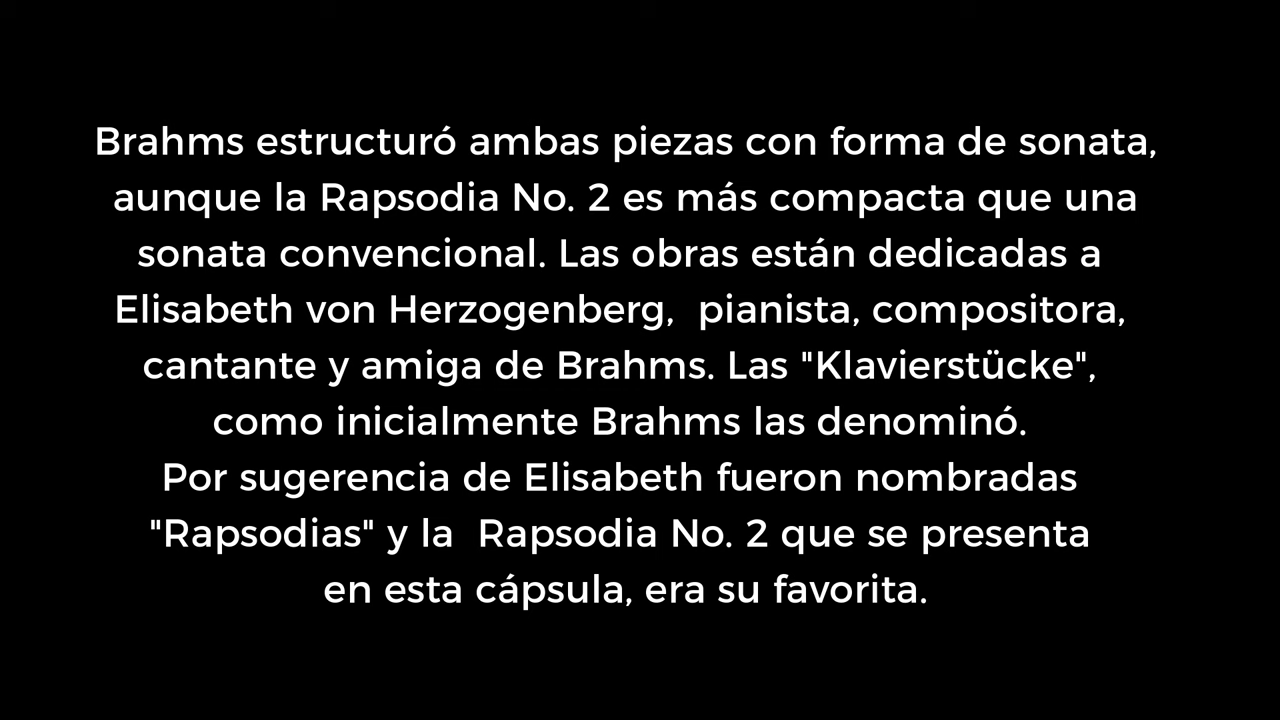 Brahms estructuró ambas piezas con forma de sonata,
aunque la Rapsodia No. 2 es más compacta que una
sonata convencional. Las obras están dedicadas a
Elisabeth von Herzogenberg,  pianista, compositora,
cantante y amiga de Brahms. Las "Klavierstücke",
como inicialmente Brahms las denominó.
Por sugerencia de Elisabeth fueron nombradas
"Rapsodias" y la  Rapsodia No. 2 que se presenta
en esta cápsula, era su favorita.